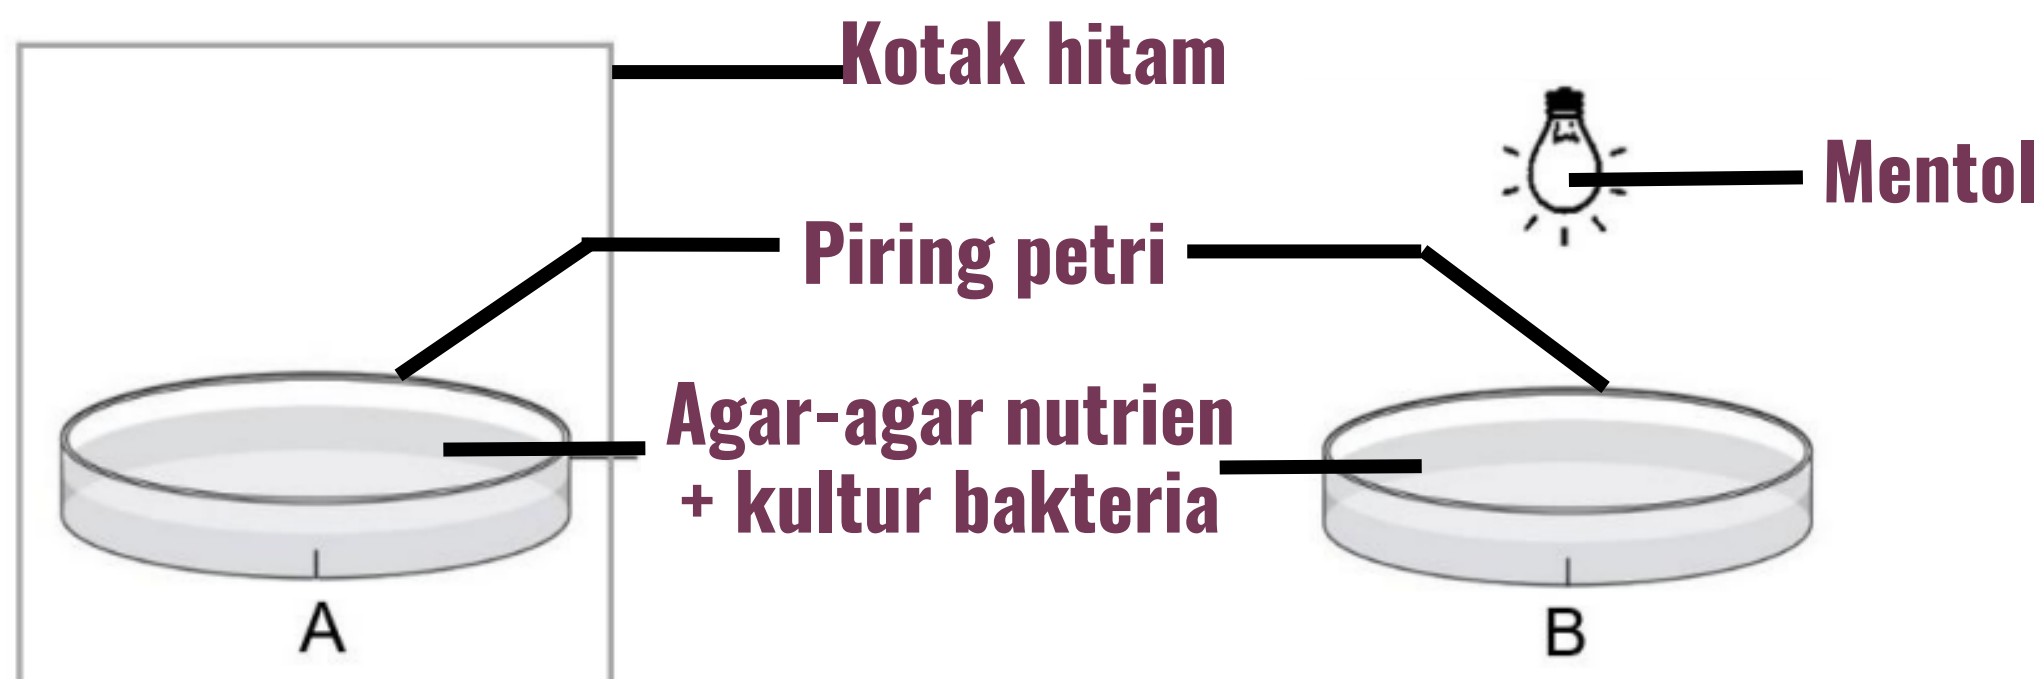 Kotak hitam
Mentol
Piring petri
Agar-agar nutrien
+ kultur bakteria
A
B